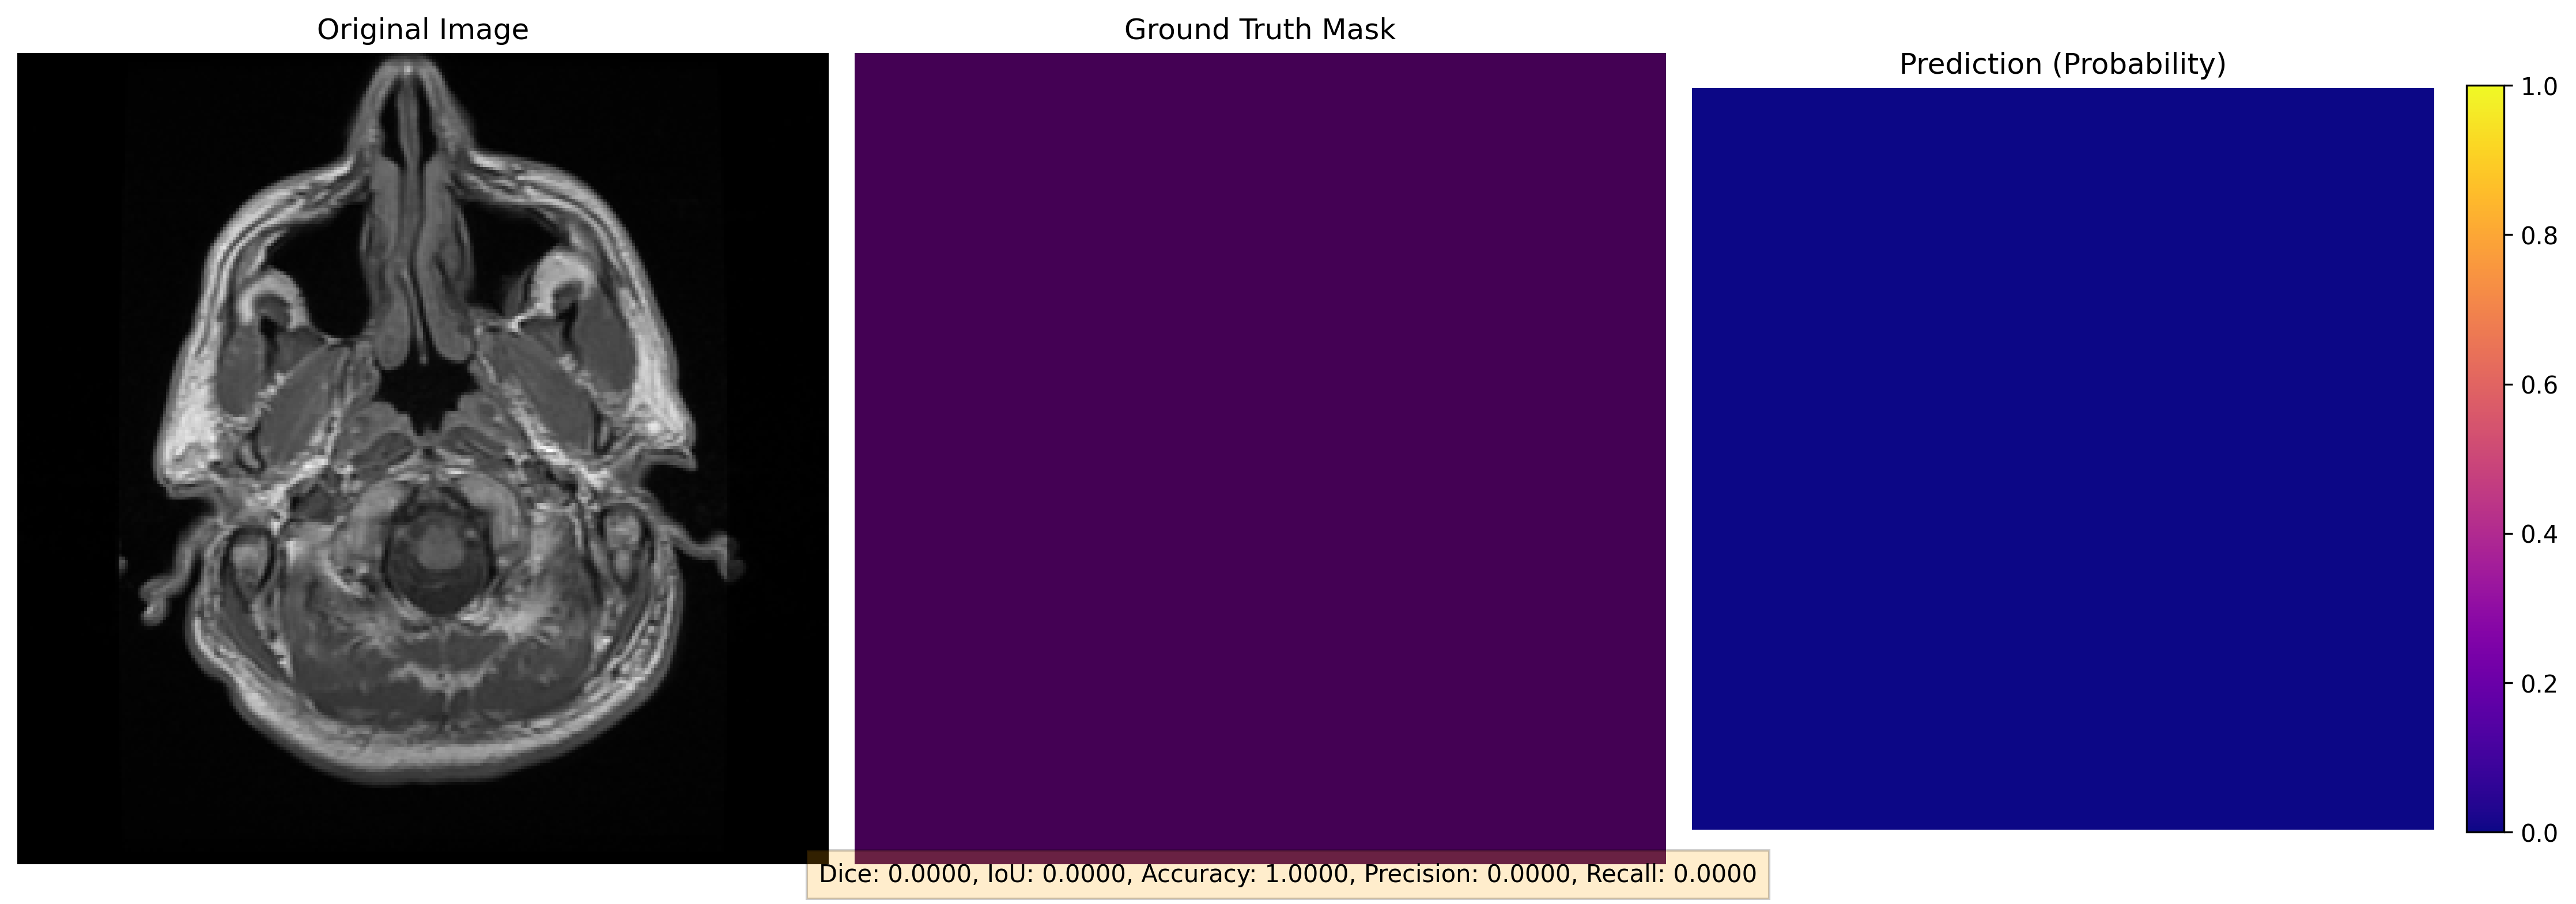 Original Image
Ground Truth Mask
Prediction (Probability)
1.0
0.8
0.6
0.4
0.2
0.0
Dice: 0.0000, IoU: 0.0000, Accuracy: 1.0000, Precision: 0.0000, Recall: 0.0000